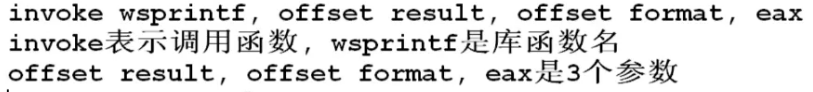 invoke wsprintf, offset result, offset format, eax
invoke表示调用函数, wsprintf是库函数名
offset result, offset format, eax是3个参数